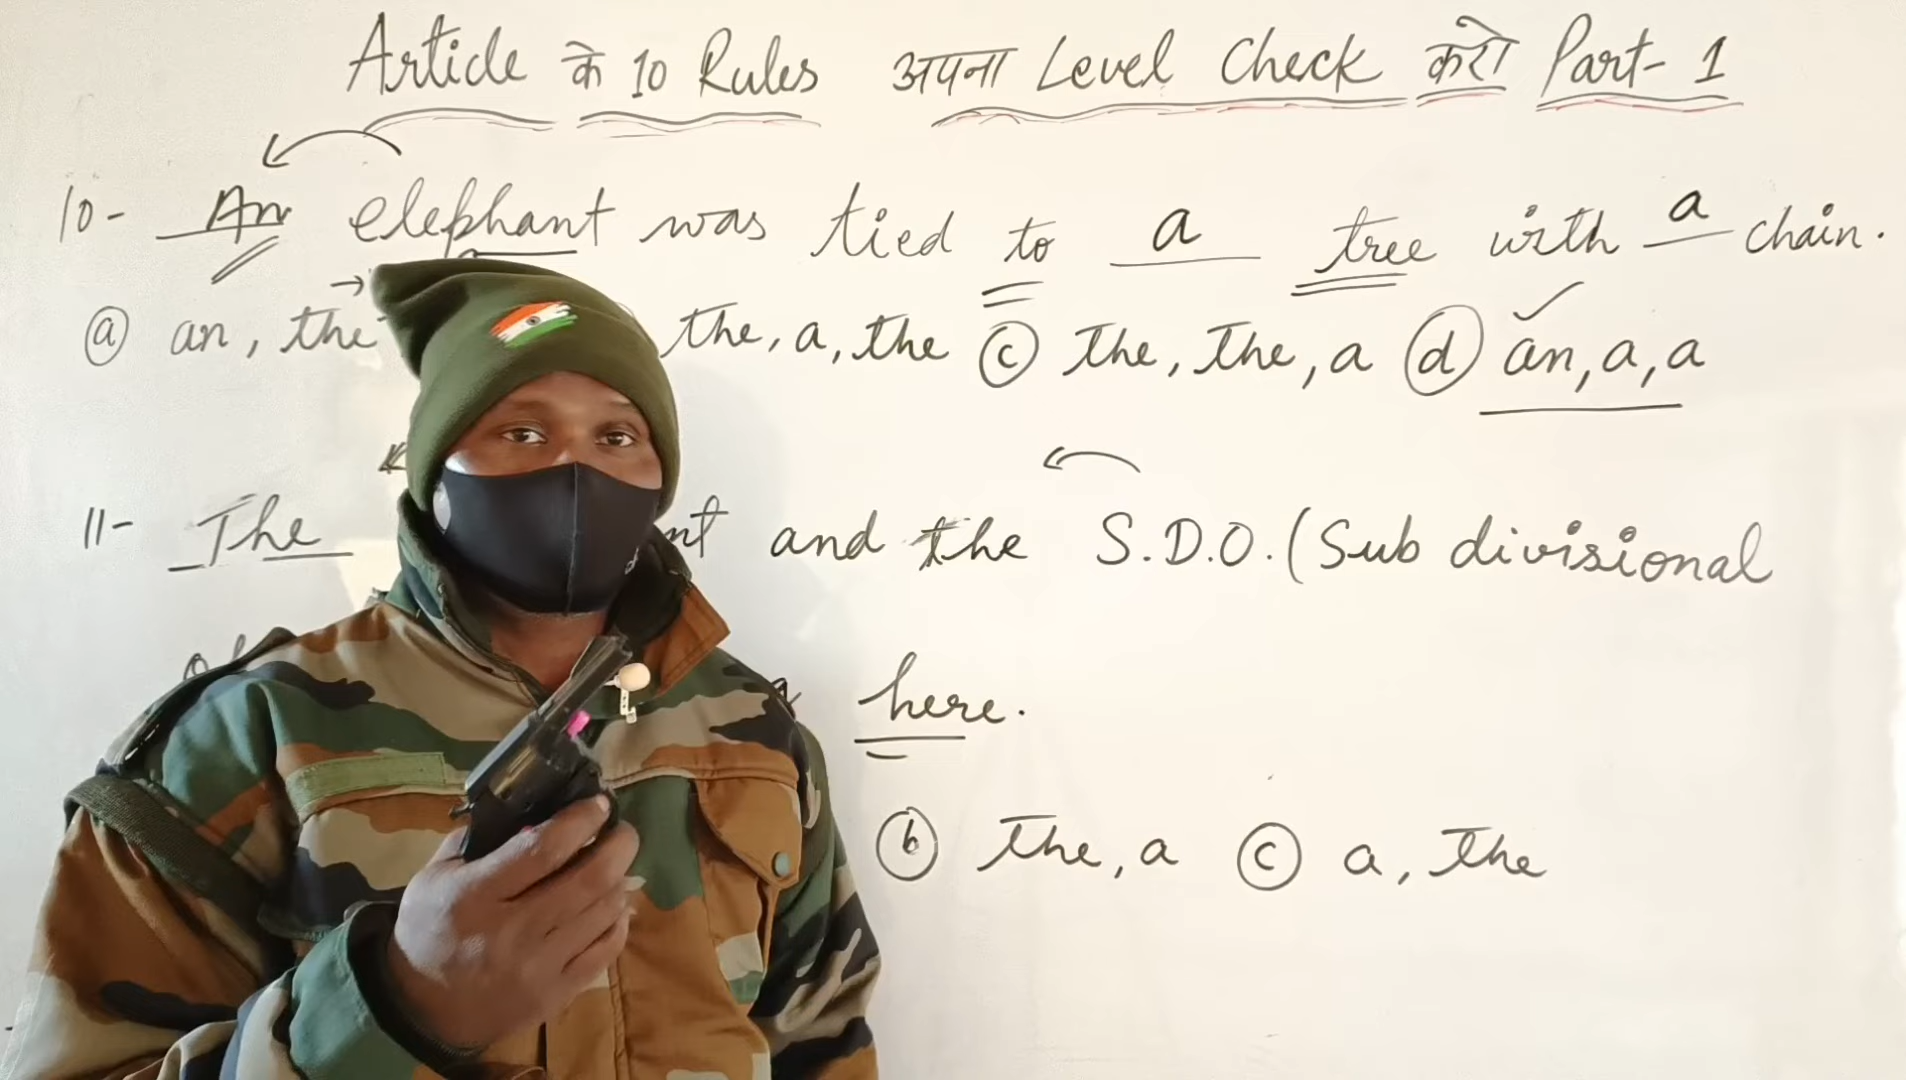 Article के 10 Rules अपना Level Check करो Part- 1
10- An elephant was tied to a tree with a chain.
ⓐ an, the the, a, the ⓒ the, the, a ⓓ an, a, a
11- The nt and the S.D.O. (Sub divisional
here.
ⓑ the, a ⓒ a, the